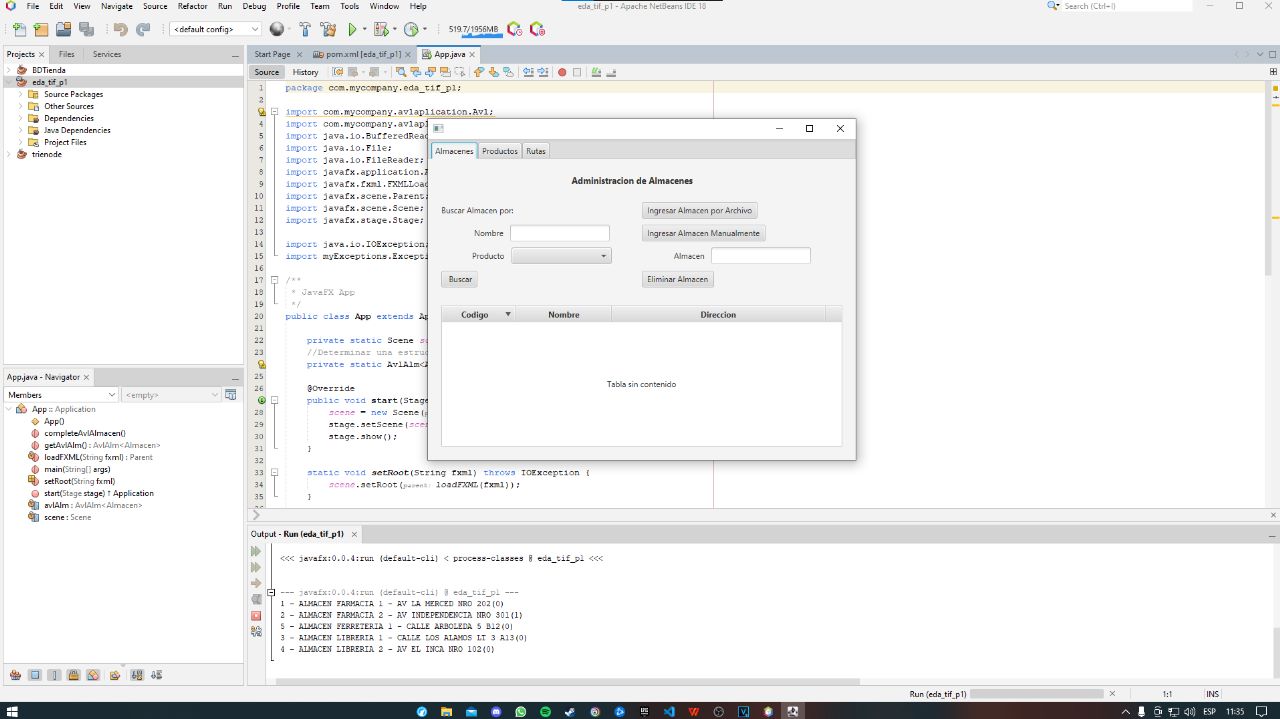 File Edit View Navigate Source Refactor Run Debug Profile Team Tools Window Help
eda_tif_p1 - Apache NetBeans IDE 18
Search (Ctrl+I)
<default config>
519.7/1956MB
Projects Files Services
BDTienda
eda_tif_p1
Source Packages
Other Sources
Dependencies
Java Dependencies
Project Files
trienode
Start Page pom.xml [eda_tif_p1] App.java
Source History
1 package com.mycompany.eda_tif_p1;
2
3 import com.mycompany.avlaplication.Avl;
4 import com.mycompany.avlapl
5 import java.io.BufferedRea
6 import java.io.File;
7 import java.io.FileReader;
8 import javafx.application.A
9 import javafx.fxml.FXMLLoa
10 import javafx.scene.Parent;
11 import javafx.scene.Scene;
12 import javafx.stage.Stage;
13
14 import java.io.IOException;
15 import myExceptions.Except
16
17 /**
18 * JavaFX App
19 */
20 public class App extends Ap
21
22 private static Scene sc
23 //Determinar una estruc
24 private static AvlAlm<A
25
26 @Override
27 public void start(Stage
28 scene = new Scene(
29 stage.setScene(scen
30 stage.show();
31 }
32
33 static void setRoot(String fxml) throws IOException {
34 scene.setRoot(parent: loadFXML(fxml));
35 }
Almacenes Productos Rutas
Administracion de Almacenes
Buscar Almacen por: Ingresar Almacen por Archivo
Nombre Ingresar Almacen Manualmente
Producto Almacen
Buscar Eliminar Almacen
Codigo Nombre Direccion
Tabla sin contenido
App.java - Navigator
Members <empty>
App :: Application
App()
completeAvlAlmacen()
getAvlAlm() : AvlAlm<Almacen>
loadFXML(String fxml) : Parent
main(String[] args)
setRoot(String fxml)
start(Stage stage) ↑ Application
avlAlm : AvlAlm<Almacen>
scene : Scene
Output - Run (eda_tif_p1)
<<< javafx:0.0.4:run (default-cli) < process-classes @ eda_tif_p1 <<<
--- javafx:0.0.4:run (default-cli) @ eda_tif_p1 ---
1 - ALMACEN FARMACIA 1 - AV LA MERCED NRO 202(0)
2 - ALMACEN FARMACIA 2 - AV INDEPENDENCIA NRO 301(1)
5 - ALMACEN FERRETERIA 1 - CALLE ARBOLEDA 5 B12(0)
3 - ALMACEN LIBRERIA 1 - CALLE LOS ALAMOS LT 3 A13(0)
4 - ALMACEN LIBRERIA 2 - AV EL INCA NRO 102(0)
Run (eda_tif_p1) 1:1 INS
ESP 11:35